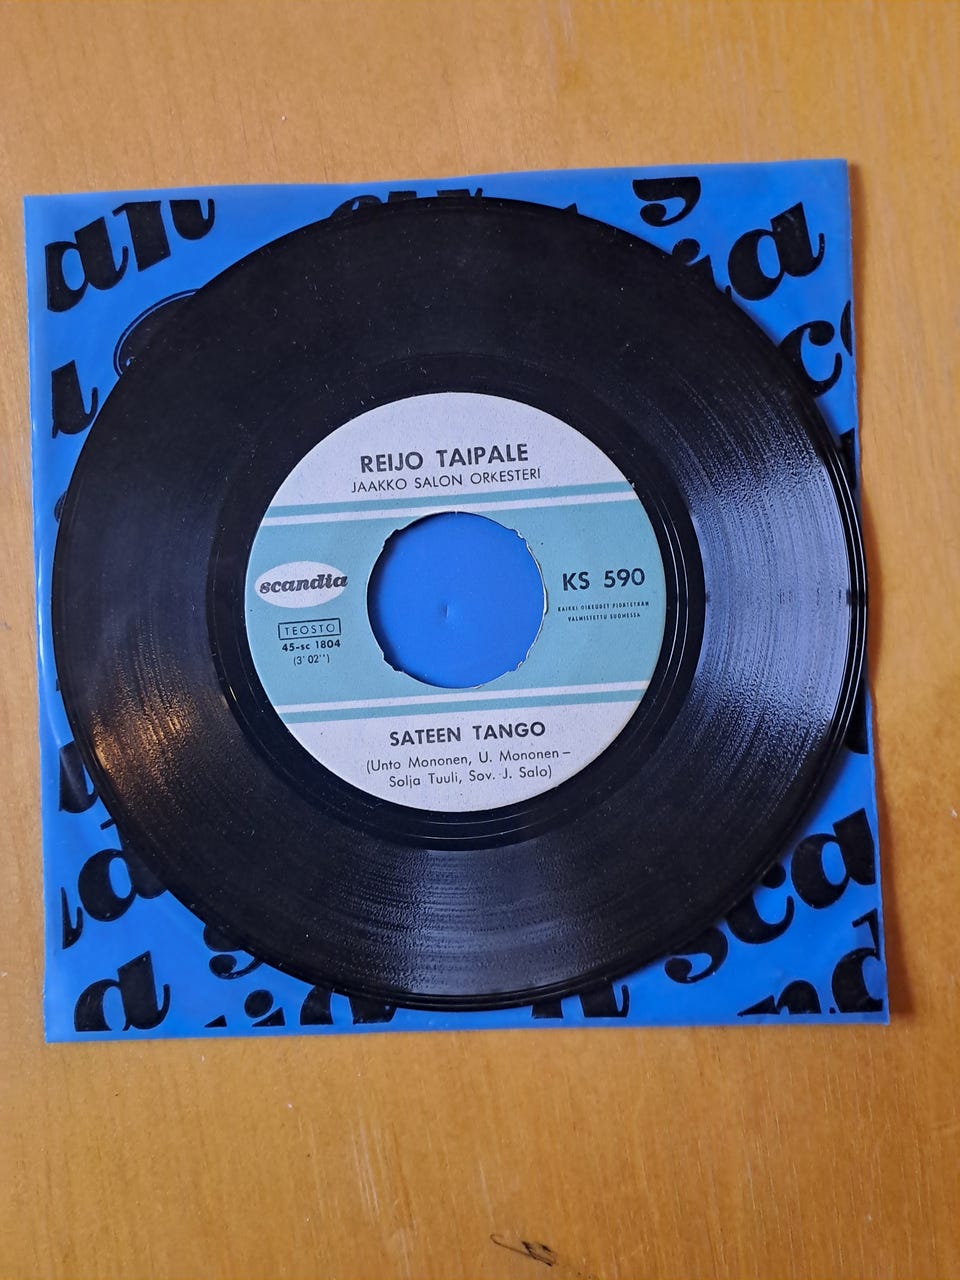 REIJO TAIPALE
JAAKKO SALON ORKESTERI
scandia
KS 590
KAIKKI OIKEUDET PIDÄTETÄÄN
VALMISTETTU SUOMESSA
TEOSTO
45-sc 1804
(3' 02'')
SATEEN TANGO
(Unto Mononen, U. Mononen –
Solja Tuuli, Sov. J. Salo)